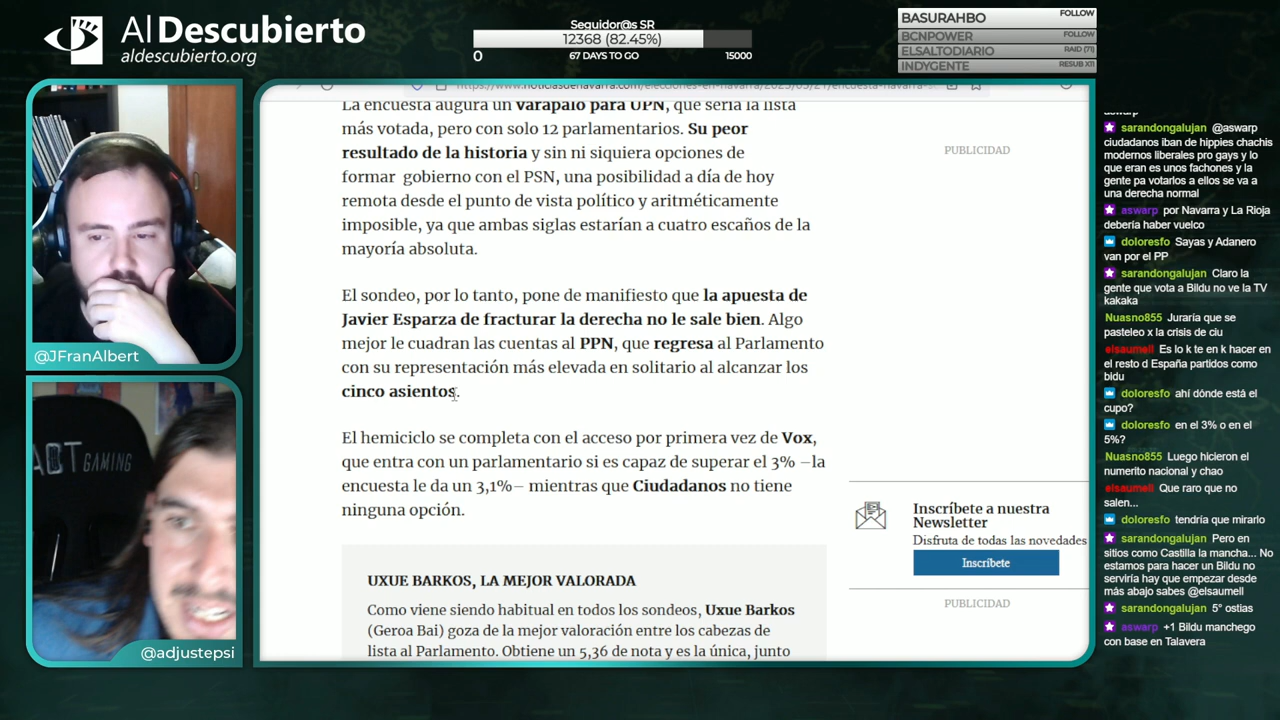 Al Descubierto
aldescubierto.org
Seguidor@s SR
12368 (82.45%)
0
67 DAYS TO GO
15000
BASURAHBO
FOLLOW
BCNPOWER
FOLLOW
ELSALTODIARIO
RAID (71)
INDYGENTE
RESUB X11
@JFranAlbert
ACT GAMING
@adjustepsi
La encuesta augura un varapalo para UPN, que sería la lista
más votada, pero con solo 12 parlamentarios. Su peor
resultado de la historia y sin ni siquiera opciones de
formar gobierno con el PSN, una posibilidad a día de hoy
remota desde el punto de vista político y aritméticamente
imposible, ya que ambas siglas estarían a cuatro escaños de la
mayoría absoluta.
El sondeo, por lo tanto, pone de manifiesto que la apuesta de
Javier Esparza de fracturar la derecha no le sale bien. Algo
mejor le cuadran las cuentas al PPN, que regresa al Parlamento
con su representación más elevada en solitario al alcanzar los
cinco asientos.
El hemiciclo se completa con el acceso por primera vez de Vox,
que entra con un parlamentario si es capaz de superar el 3% –la
encuesta le da un 3,1%– mientras que Ciudadanos no tiene
ninguna opción.
UXUE BARKOS, LA MEJOR VALORADA
Como viene siendo habitual en todos los sondeos, Uxue Barkos
(Geroa Bai) goza de la mejor valoración entre los cabezas de
lista al Parlamento. Obtiene un 5,36 de nota y es la única, junto
PUBLICIDAD
Inscríbete a nuestra
Newsletter
Disfruta de todas las novedades
Inscribete
PUBLICIDAD
aswarp
sarandongalujan @aswarp
ciudadanos iban de hippies chachis
modernos liberales pro gays y lo
que eran es unos fachones y la
gente pa votarlos a ellos se va a
una derecha normal
aswarp por Navarra y La Rioja
debería haber vuelco
doloresfo Sayas y Adanero
van por el PP
sarandongalujan Claro la
gente que vota a Bildu no ve la TV
kakaka
Nuasno855 Juraría que se
pasteleo x la crisis de ciu
elsaumell Es lo k te en k hacer en
el resto d España partidos como
bidu
doloresfo ahí dónde está el
cupo?
doloresfo en el 3% o en el
5%?
Nuasno855 Luego hicieron el
numerito nacional y chao
elsaumell Que raro que no
salen...
doloresfo tendría que mirarlo
sarandongalujan Pero en
sitios como Castilla la mancha... No
estamos para hacer un Bildu no
serviría hay que empezar desde
más abajo sabes @elsaumell
sarandongalujan 5° ostias
aswarp +1 Bildu manchego
con base en Talavera